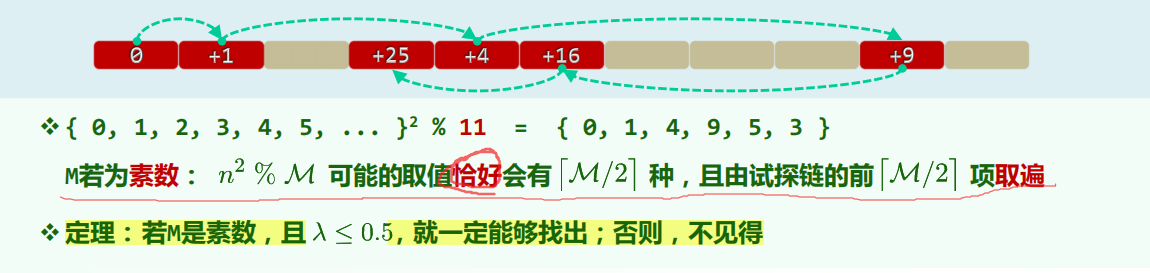 0 +1 +25 +4 +16 +9
❖ { 0, 1, 2, 3, 4, 5, ... }² % 11 = { 0, 1, 4, 9, 5, 3 }
M若为素数： n² % M 可能的取值恰好会有⌈M/2⌉ 种，且由试探链的前⌈M/2⌉ 项取遍
❖ 定理：若M是素数，且 λ ≤ 0.5, 就一定能够找出；否则，不见得